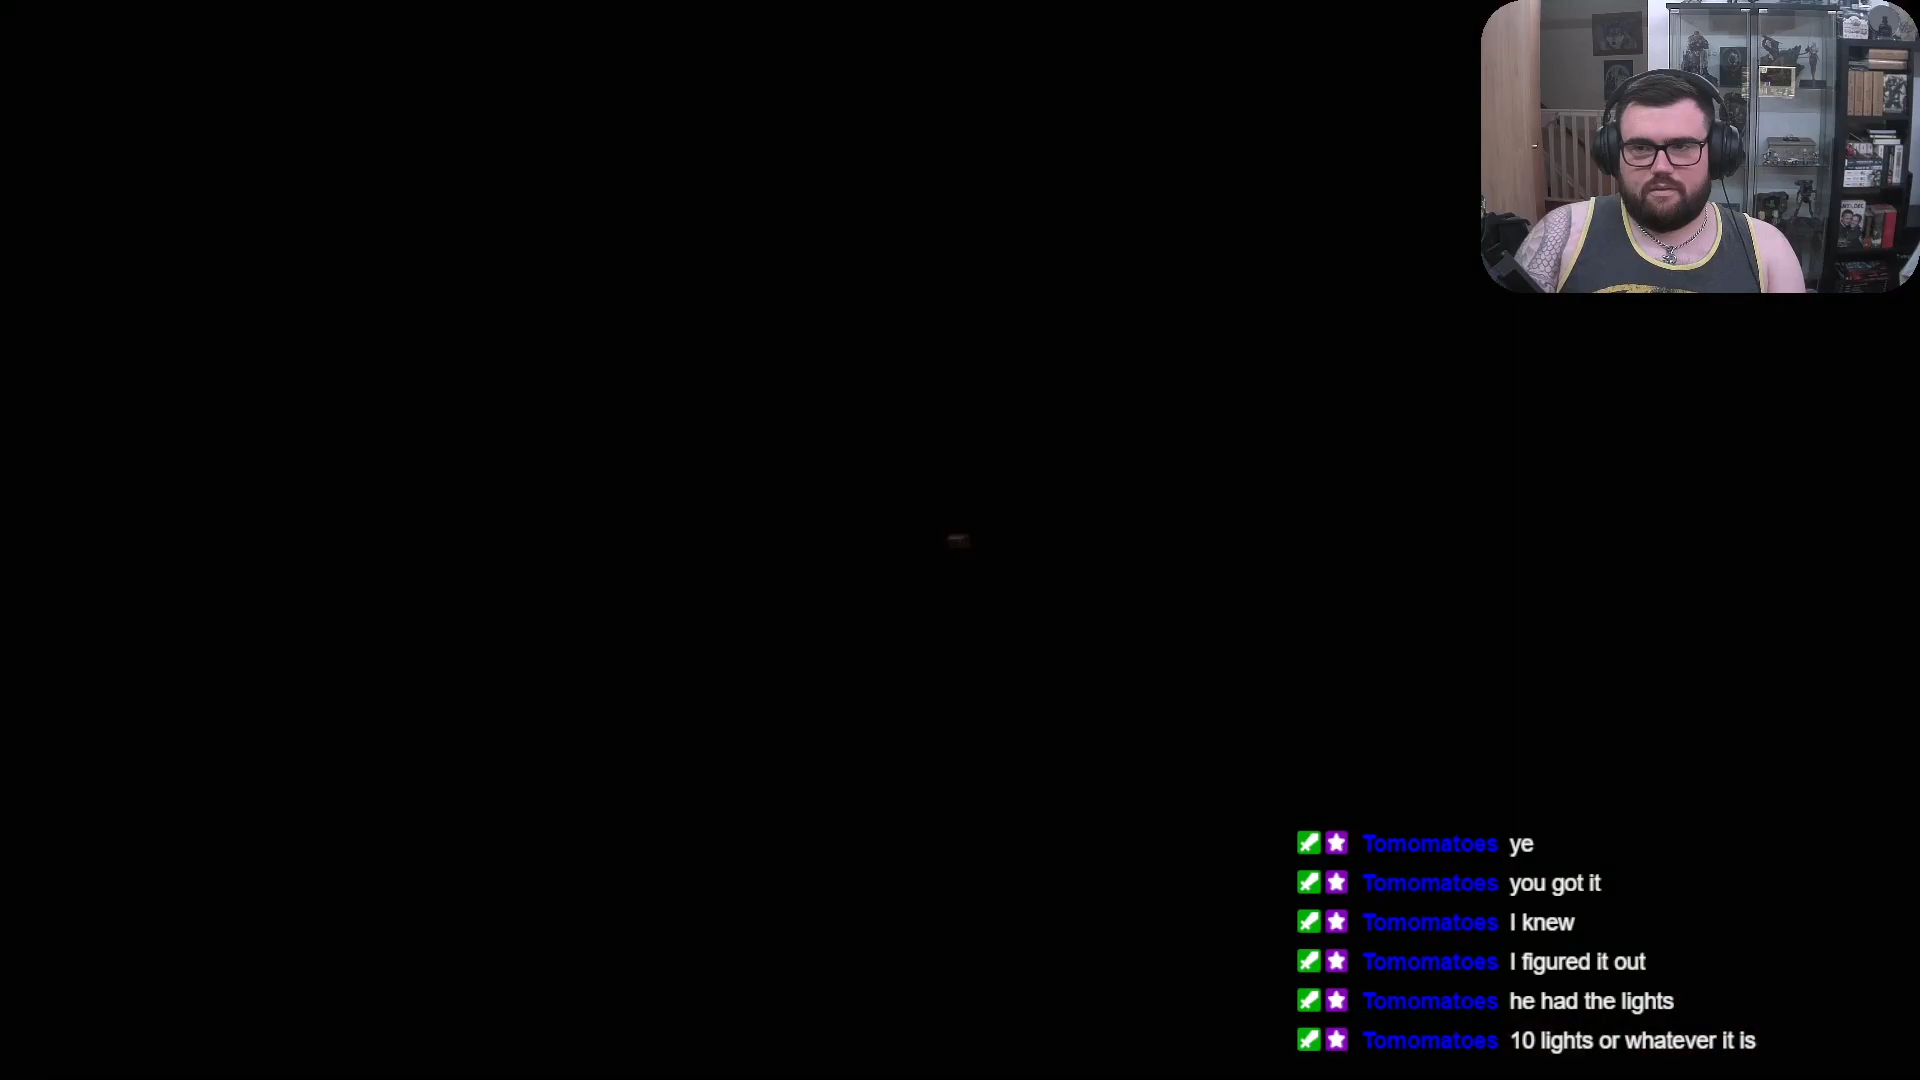 Tomomatoes ye
Tomomatoes you got it
Tomomatoes I knew
Tomomatoes I figured it out
Tomomatoes he had the lights
Tomomatoes 10 lights or whatever it is